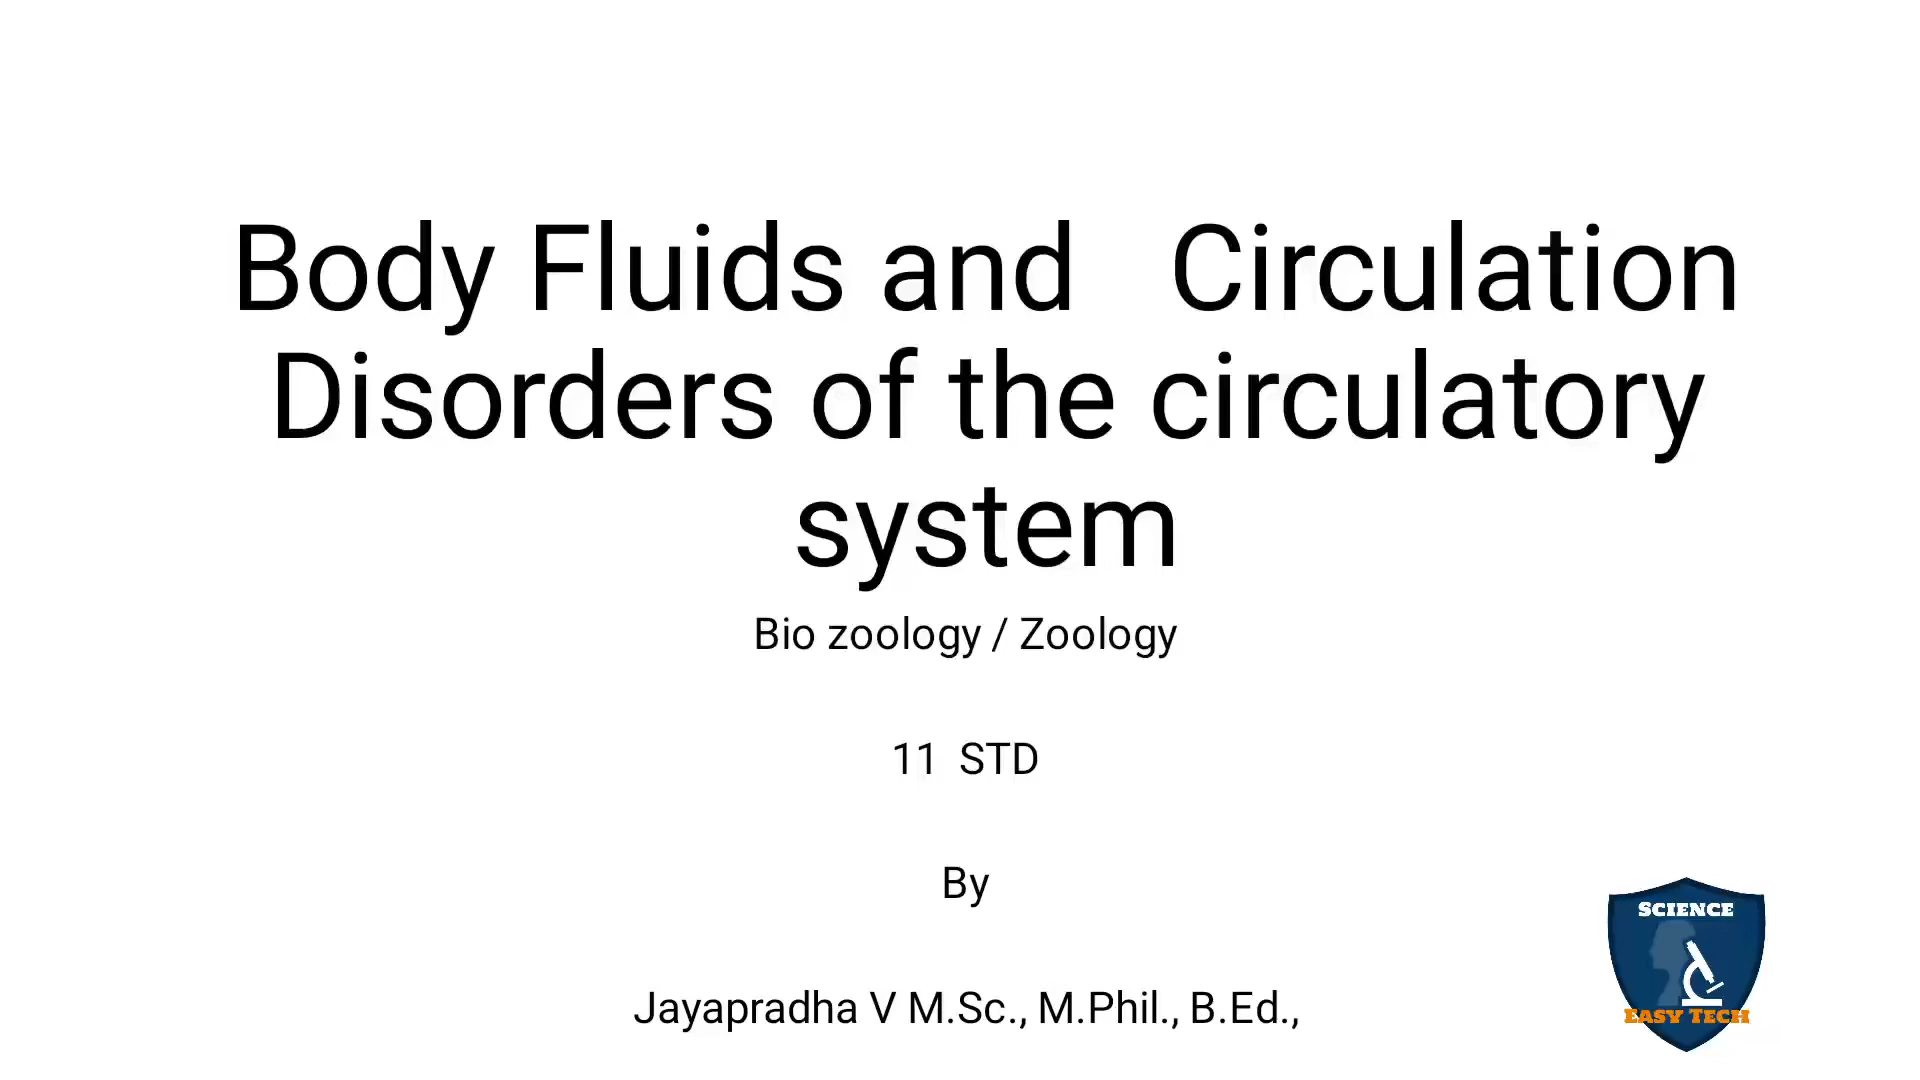 Body Fluids and   Circulation
Disorders of the circulatory
system
Bio zoology / Zoology
11  STD
By
Jayapradha V M.Sc., M.Phil., B.Ed.,
SCIENCE
EASY TECH